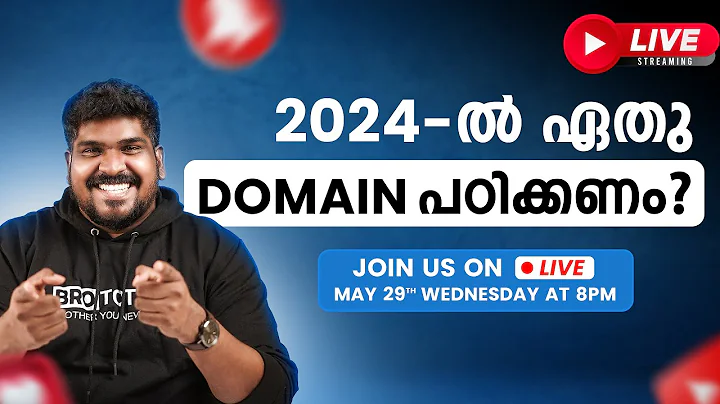 LIVE
STREAMING
2024-ൽ ഏതു
DOMAIN പഠിക്കണം?
JOIN US ON LIVE
MAY 29TH WEDNESDAY AT 8PM